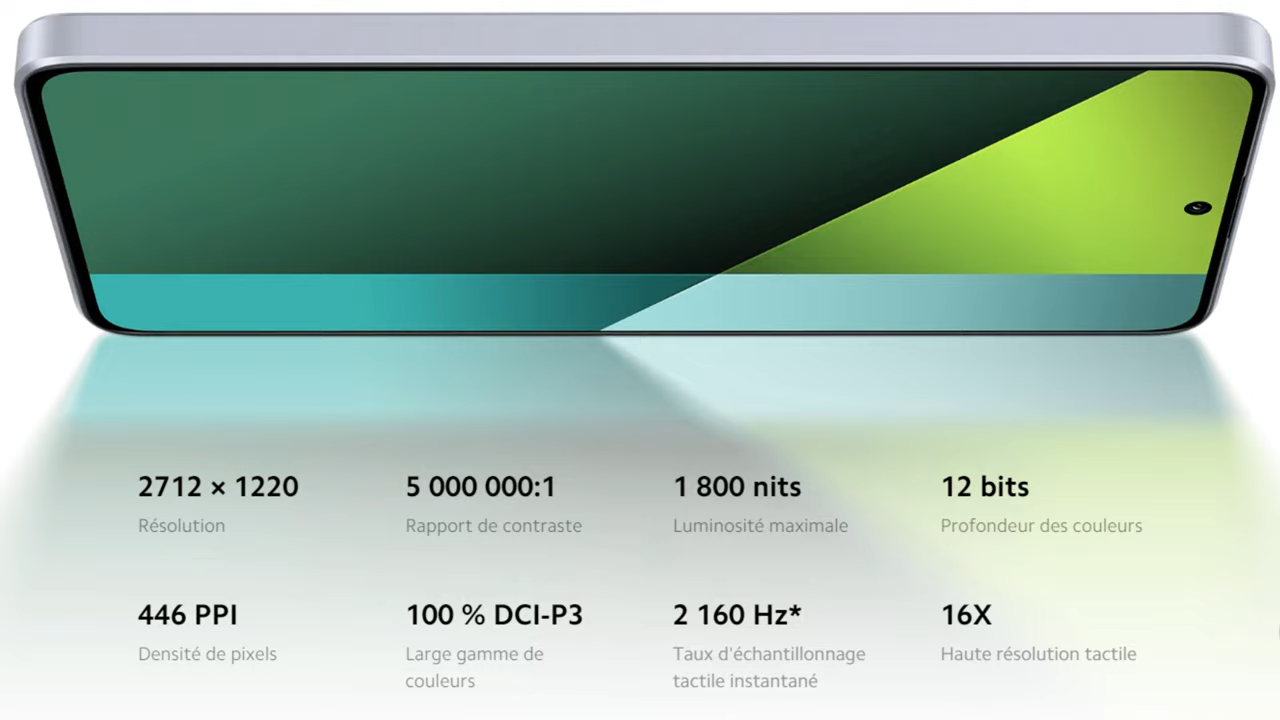 2712 × 1220
Résolution
5 000 000:1
Rapport de contraste
1 800 nits
Luminosité maximale
12 bits
Profondeur des couleurs
446 PPI
Densité de pixels
100 % DCI-P3
Large gamme de
couleurs
2 160 Hz*
Taux d'échantillonnage
tactile instantané
16X
Haute résolution tactile